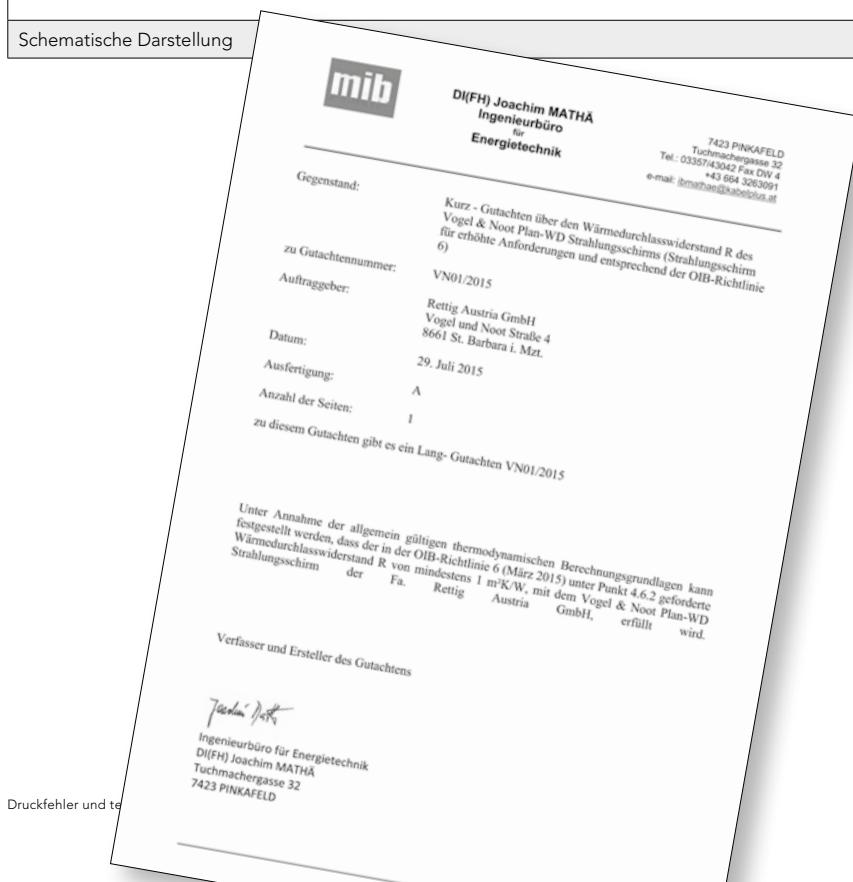 Schematische Darstellung
mib
DI(FH) Joachim MATHÄ
Ingenieurbüro
für
Energietechnik
7423 PINKAFELD
Tuchmachergasse 32
Tel.: 03357/43042 Fax DW 4
+43 664 3263091
e-mail: ibmathae@kabelplus.at
Gegenstand:
Kurz - Gutachten über den Wärmedurchlasswiderstand R des
Vogel & Noot Plan-WD Strahlungsschirms (Strahlungsschirm
für erhöhte Anforderungen und entsprechend der OIB-Richtlinie
6)
zu Gutachtennummer:
VN01/2015
Auftraggeber:
Rettig Austria GmbH
Vogel und Noot Straße 4
8661 St. Barbara i. Mzt.
Datum:
29. Juli 2015
Ausfertigung:
A
Anzahl der Seiten:
1
zu diesem Gutachten gibt es ein Lang- Gutachten VN01/2015
Unter Annahme der allgemein gültigen thermodynamischen Berechnungsgrundlagen kann
festgestellt werden, dass der in der OIB-Richtlinie 6 (März 2015) unter Punkt 4.6.2 geforderte
Wärmedurchlasswiderstand R von mindestens 1 m²K/W, mit dem Vogel & Noot Plan-WD
Strahlungsschirm der Fa. Rettig Austria GmbH, erfüllt wird.
Verfasser und Ersteller des Gutachtens
Ingenieurbüro für Energietechnik
DI(FH) Joachim MATHÄ
Tuchmachergasse 32
7423 PINKAFELD
Druckfehler und te